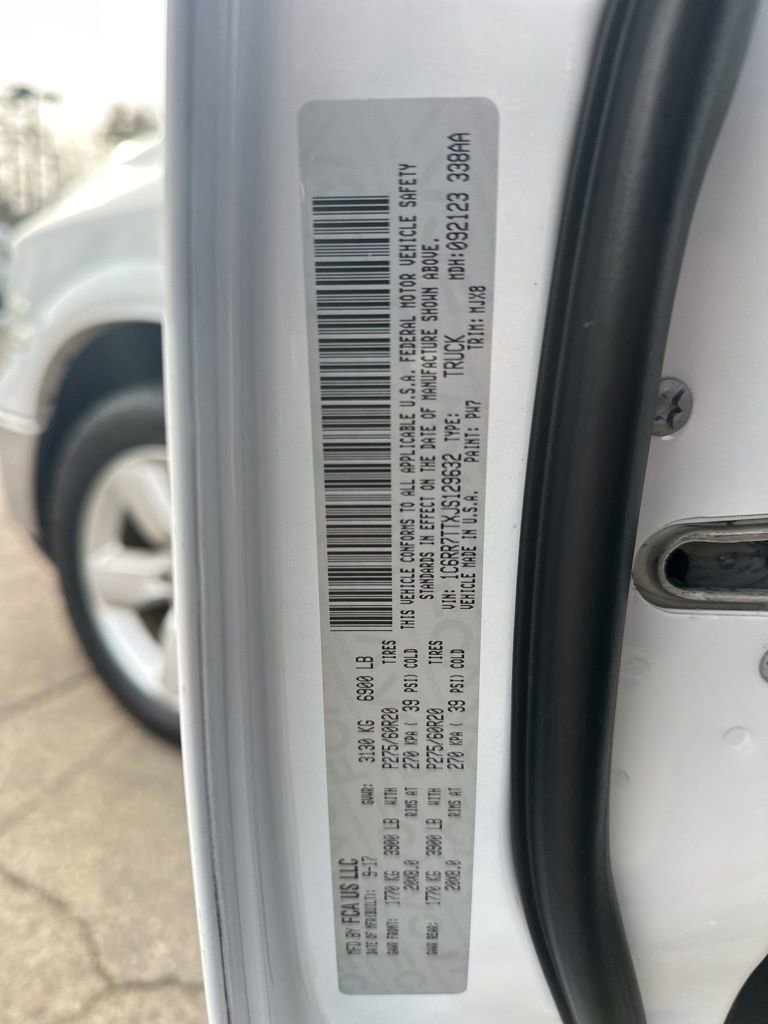 MFD BY FCA US LLC
DATE OF MFR(BUILT): 9-17 GVWR: 3130 KG 6900 LB
GAWR FRONT: 1770 KG 3900 LB WITH P275/60R20 TIRES
20X8.0 RIMS AT 270 KPA ( 39 PSI) COLD
GAWR REAR: 1770 KG 3900 LB WITH P275/60R20 TIRES
20X8.0 RIMS AT 270 KPA ( 39 PSI) COLD
THIS VEHICLE CONFORMS TO ALL APPLICABLE U.S.A. FEDERAL MOTOR VEHICLE SAFETY
STANDARDS IN EFFECT ON THE DATE OF MANUFACTURE SHOWN ABOVE.
VIN: 1C6RR7TTXJS129632 TYPE: TRUCK MDH:092123 338AA
VEHICLE MADE IN U.S.A. PAINT: PW7 TRIM: MJX8